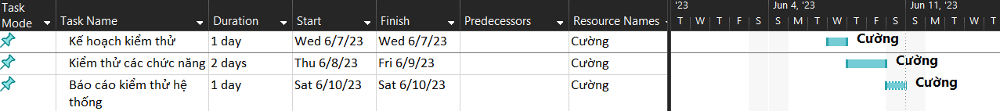 Task Mode Task Name Duration Start Finish Predecessors Resource Names '23 Jun 4, '23 Jun 11, '23
T W T F S S M T W T F S S M T W T
Kế hoạch kiểm thử 1 day Wed 6/7/23 Wed 6/7/23 Cường Cường
Kiểm thử các chức năng 2 days Thu 6/8/23 Fri 6/9/23 Cường Cường
Báo cáo kiểm thử hệ thống 1 day Sat 6/10/23 Sat 6/10/23 Cường Cường